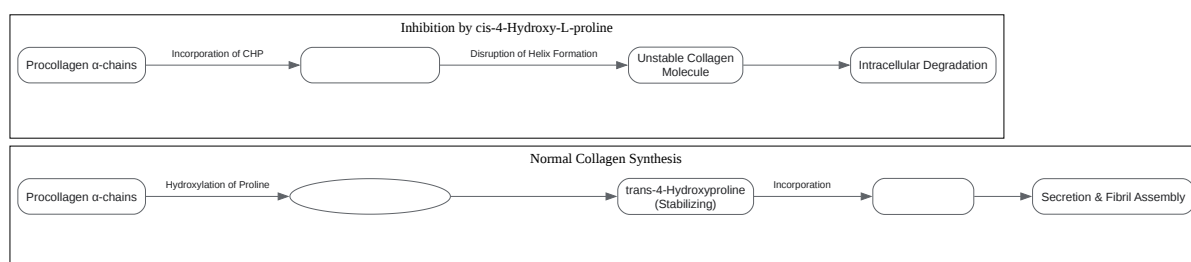 Inhibition by cis-4-Hydroxy-L-proline
Procollagen α-chains
Incorporation of CHP
Disruption of Helix Formation
Unstable Collagen
Molecule
Intracellular Degradation
Normal Collagen Synthesis
Procollagen α-chains
Hydroxylation of Proline
trans-4-Hydroxyproline
(Stabilizing)
Incorporation
Secretion & Fibril Assembly